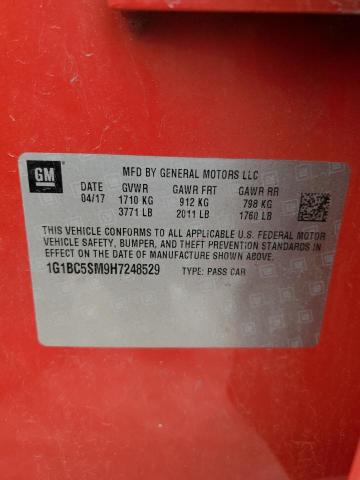 GM
MFD BY GENERAL MOTORS LLC
DATE GVWR GAWR FRT GAWR RR
04/17 1710 KG 912 KG 798 KG
3771 LB 2011 LB 1760 LB
THIS VEHICLE CONFORMS TO ALL APPLICABLE U.S. FEDERAL MOTOR
VEHICLE SAFETY, BUMPER, AND THEFT PREVENTION STANDARDS
IN EFFECT ON THE DATE OF MANUFACTURE SHOWN ABOVE.
1G1BC5SM9H7248529 TYPE: PASS CAR